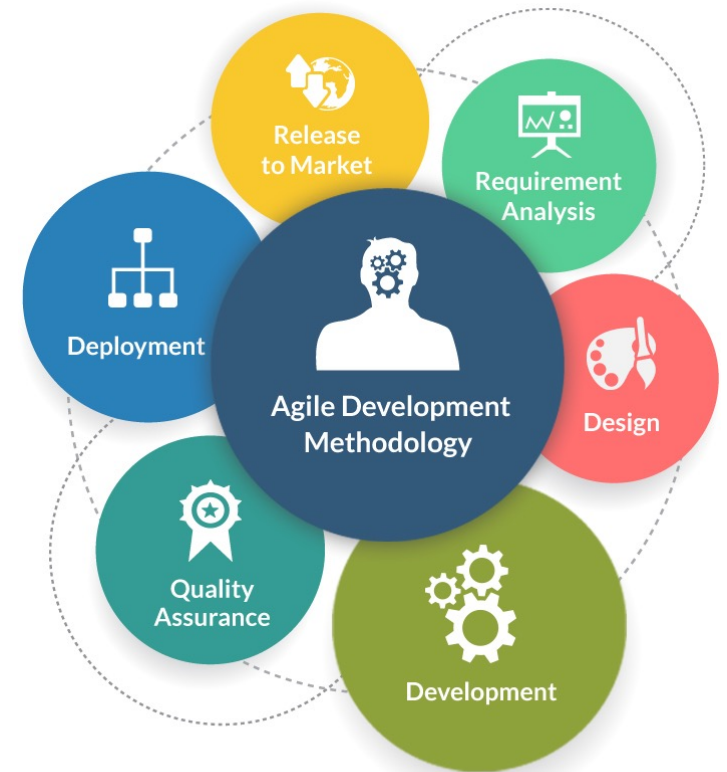 Release
to Market
Requirement
Analysis
Deployment
Agile Development
Methodology
Design
Quality
Assurance
Development